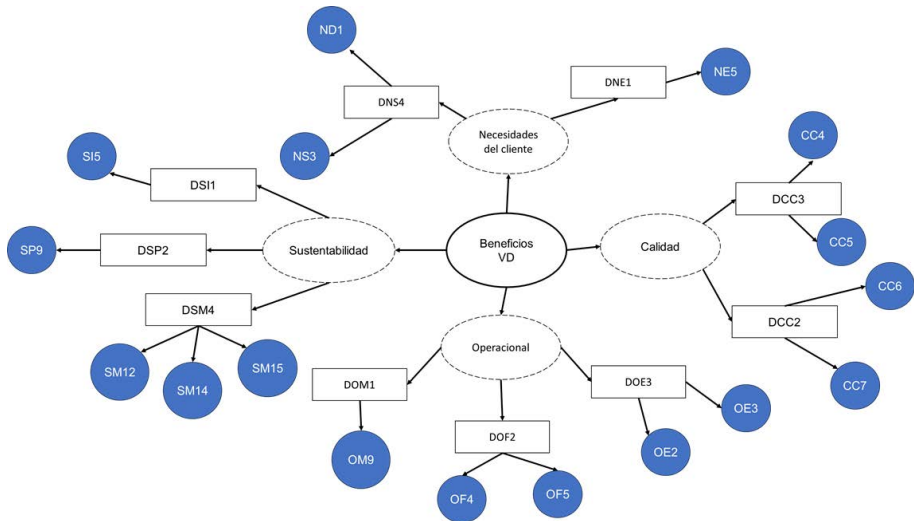 ND1
DNS4
NS3
DNE1
NE5
Necesidades
del cliente
CC4
DCC3
CC5
SI5
DSI1
SP9
DSP2
Sustentabilidad
Beneficios
VD
Calidad
CC6
DCC2
CC7
DSM4
SM12
SM14
SM15
Operacional
DOM1
OM9
DOF2
OF4
OF5
DOE3
OE3
OE2